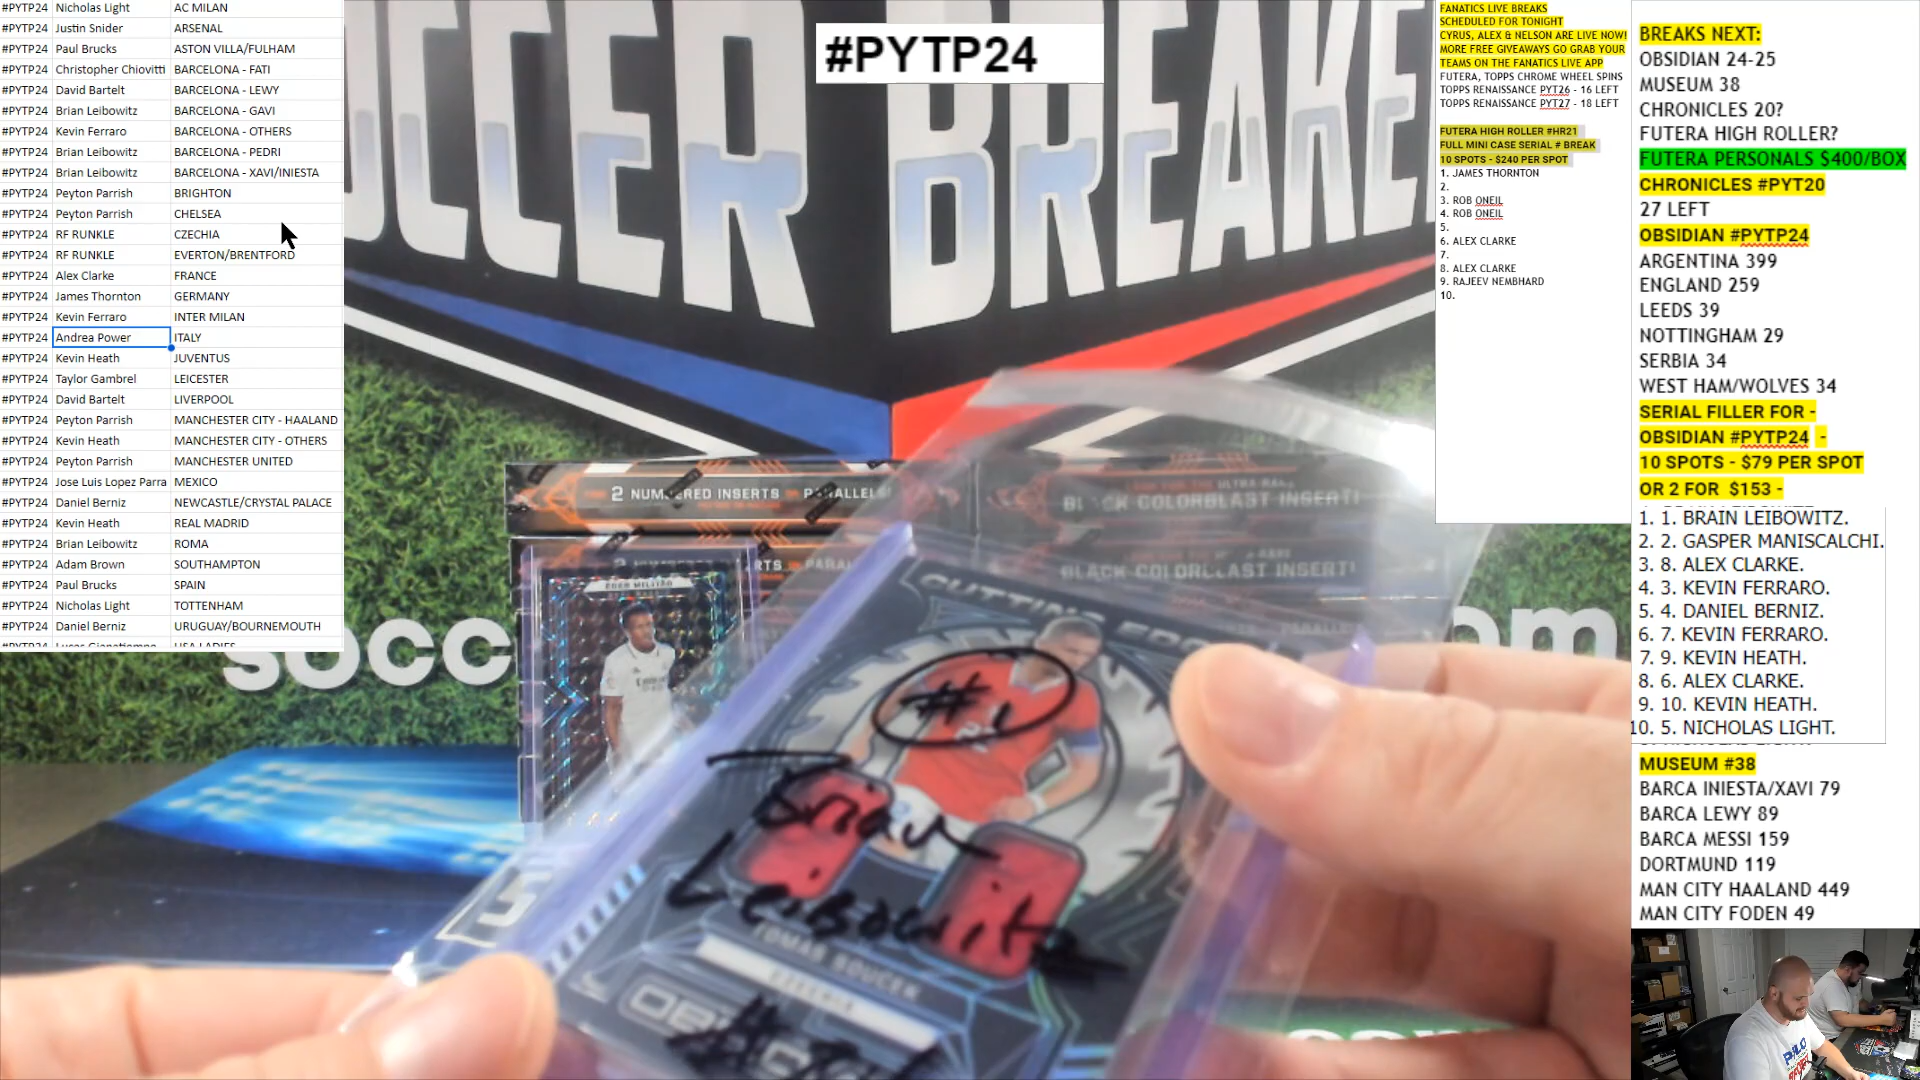 #PYTP24 Nicholas Light AC MILAN
#PYTP24 Justin Snider ARSENAL
#PYTP24 Paul Brucks ASTON VILLA/FULHAM
#PYTP24 Christopher Chiovitti BARCELONA - FATI
#PYTP24 David Bartelt BARCELONA - LEWY
#PYTP24 Brian Leibowitz BARCELONA - GAVI
#PYTP24 Kevin Ferraro BARCELONA - OTHERS
#PYTP24 Brian Leibowitz BARCELONA - PEDRI
#PYTP24 Brian Leibowitz BARCELONA - XAVI/INIESTA
#PYTP24 Peyton Parrish BRIGHTON
#PYTP24 Peyton Parrish CHELSEA
#PYTP24 RF RUNKLE CZECHIA
#PYTP24 RF RUNKLE EVERTON/BRENTFORD
#PYTP24 Alex Clarke FRANCE
#PYTP24 James Thornton GERMANY
#PYTP24 Kevin Ferraro INTER MILAN
#PYTP24 Andrea Power ITALY
#PYTP24 Kevin Heath JUVENTUS
#PYTP24 Taylor Gambrel LEICESTER
#PYTP24 David Bartelt LIVERPOOL
#PYTP24 Peyton Parrish MANCHESTER CITY - HAALAND
#PYTP24 Kevin Heath MANCHESTER CITY - OTHERS
#PYTP24 Peyton Parrish MANCHESTER UNITED
#PYTP24 Jose Luis Lopez Parra MEXICO
#PYTP24 Daniel Berniz NEWCASTLE/CRYSTAL PALACE
#PYTP24 Kevin Heath REAL MADRID
#PYTP24 Brian Leibowitz ROMA
#PYTP24 Adam Brown SOUTHAMPTON
#PYTP24 Paul Brucks SPAIN
#PYTP24 Nicholas Light TOTTENHAM
#PYTP24 Daniel Berniz URUGUAY/BOURNEMOUTH
#PYTP24
OCCER BREAKE
2 NUMBERED INSERTS
BLACK COLORBLAST INSERT!
BLACK COLORBLAST INSERT!
socc
om
CUTTING EDGE
#1
Brian
Leibowitz
TOMAS SOUCEK
FANATICS LIVE BREAKS
SCHEDULED FOR TONIGHT
CYRUS, ALEX & NELSON ARE LIVE NOW!
MORE FREE GIVEAWAYS GO GRAB YOUR
TEAMS ON THE FANATICS LIVE APP
FUTERA, TOPPS CHROME WHEEL SPINS
TOPPS RENAISSANCE PYT26 - 16 LEFT
TOPPS RENAISSANCE PYT27 - 18 LEFT
FUTERA HIGH ROLLER #HR21
FULL MINI CASE SERIAL # BREAK
10 SPOTS - $240 PER SPOT
1. JAMES THORNTON
2.
3. ROB ONEIL
4. ROB ONEIL
5.
6. ALEX CLARKE
7.
8. ALEX CLARKE
9. RAJEEV NEMBHARD
10.
BREAKS NEXT:
OBSIDIAN 24-25
MUSEUM 38
CHRONICLES 20?
FUTERA HIGH ROLLER?
FUTERA PERSONALS $400/BOX
CHRONICLES #PYT20
27 LEFT
OBSIDIAN #PYTP24
ARGENTINA 399
ENGLAND 259
LEEDS 39
NOTTINGHAM 29
SERBIA 34
WEST HAM/WOLVES 34
SERIAL FILLER FOR -
OBSIDIAN #PYTP24 -
10 SPOTS - $79 PER SPOT
OR 2 FOR $153 -
1. 1. BRAIN LEIBOWITZ.
2. 2. GASPER MANISCALCHI.
3. 8. ALEX CLARKE.
4. 3. KEVIN FERRARO.
5. 4. DANIEL BERNIZ.
6. 7. KEVIN FERRARO.
7. 9. KEVIN HEATH.
8. 6. ALEX CLARKE.
9. 10. KEVIN HEATH.
10. 5. NICHOLAS LIGHT.
MUSEUM #38
BARCA INIESTA/XAVI 79
BARCA LEWY 89
BARCA MESSI 159
DORTMUND 119
MAN CITY HAALAND 449
MAN CITY FODEN 49